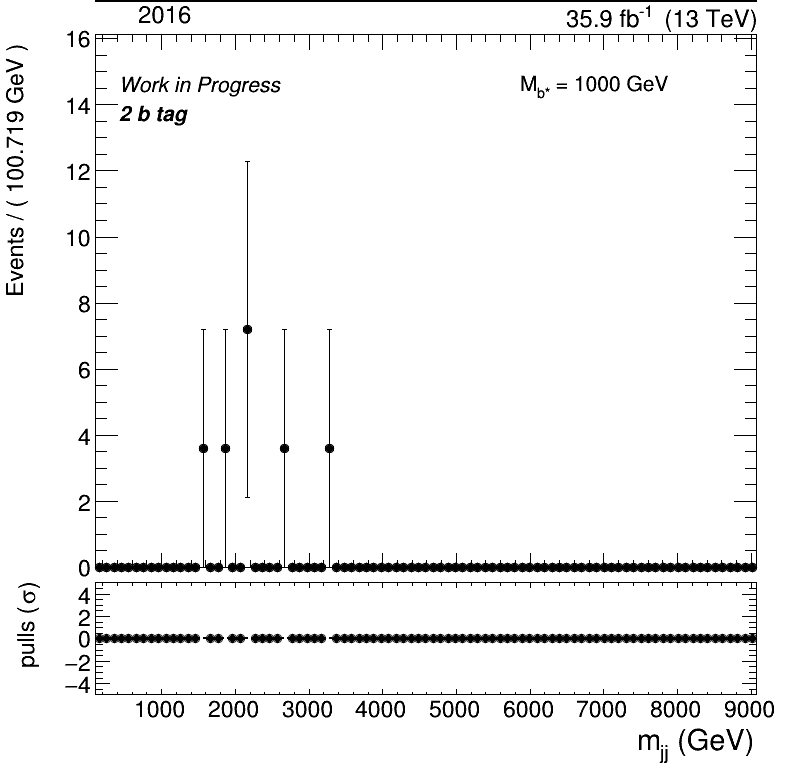 2016
35.9 fb⁻¹ (13 TeV)
Work in Progress
2 b tag
M_b* = 1000 GeV
Events / ( 100.719 GeV )
16
14
12
10
8
6
4
2
0
pulls (σ)
4
2
0
−2
−4
1000 2000 3000 4000 5000 6000 7000 8000 9000
m_jj (GeV)